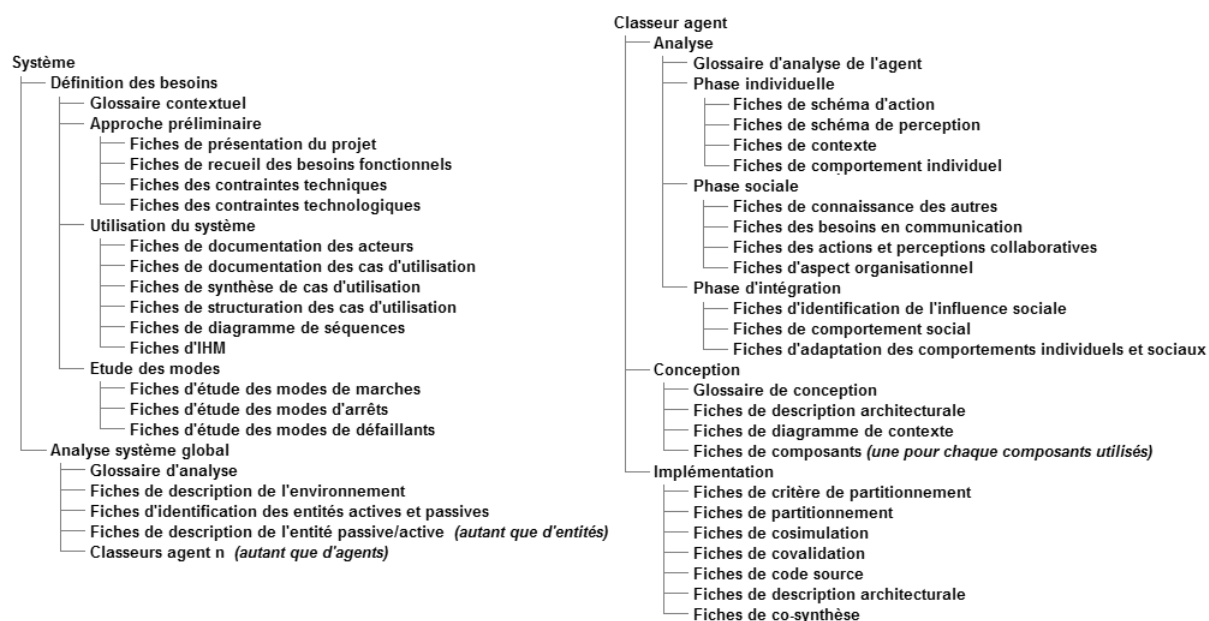 Système
Définition des besoins
Glossaire contextuel
Approche préliminaire
Fiches de présentation du projet
Fiches de recueil des besoins fonctionnels
Fiches des contraintes techniques
Fiches des contraintes technologiques
Utilisation du système
Fiches de documentation des acteurs
Fiches de documentation des cas d'utilisation
Fiches de synthèse de cas d'utilisation
Fiches de structuration des cas d'utilisation
Fiches de diagramme de séquences
Fiches d'IHM
Etude des modes
Fiches d'étude des modes de marches
Fiches d'étude des modes d'arrêts
Fiches d'étude des modes de défaillants
Analyse système global
Glossaire d'analyse
Fiches de description de l'environnement
Fiches d'identification des entités actives et passives
Fiches de description de l'entité passive/active (autant que d'entités)
Classeurs agent n (autant que d'agents)
Classeur agent
Analyse
Glossaire d'analyse de l'agent
Phase individuelle
Fiches de schéma d'action
Fiches de schéma de perception
Fiches de contexte
Fiches de comportement individuel
Phase sociale
Fiches de connaissance des autres
Fiches des besoins en communication
Fiches des actions et perceptions collaboratives
Fiches d'aspect organisationnel
Phase d'intégration
Fiches d'identification de l'influence sociale
Fiches de comportement social
Fiches d'adaptation des comportements individuels et sociaux
Conception
Glossaire de conception
Fiches de description architecturale
Fiches de diagramme de contexte
Fiches de composants (une pour chaque composants utilisés)
Implémentation
Fiches de critère de partitionnement
Fiches de partitionnement
Fiches de cosimulation
Fiches de covalidation
Fiches de code source
Fiches de description architecturale
Fiches de co-synthèse